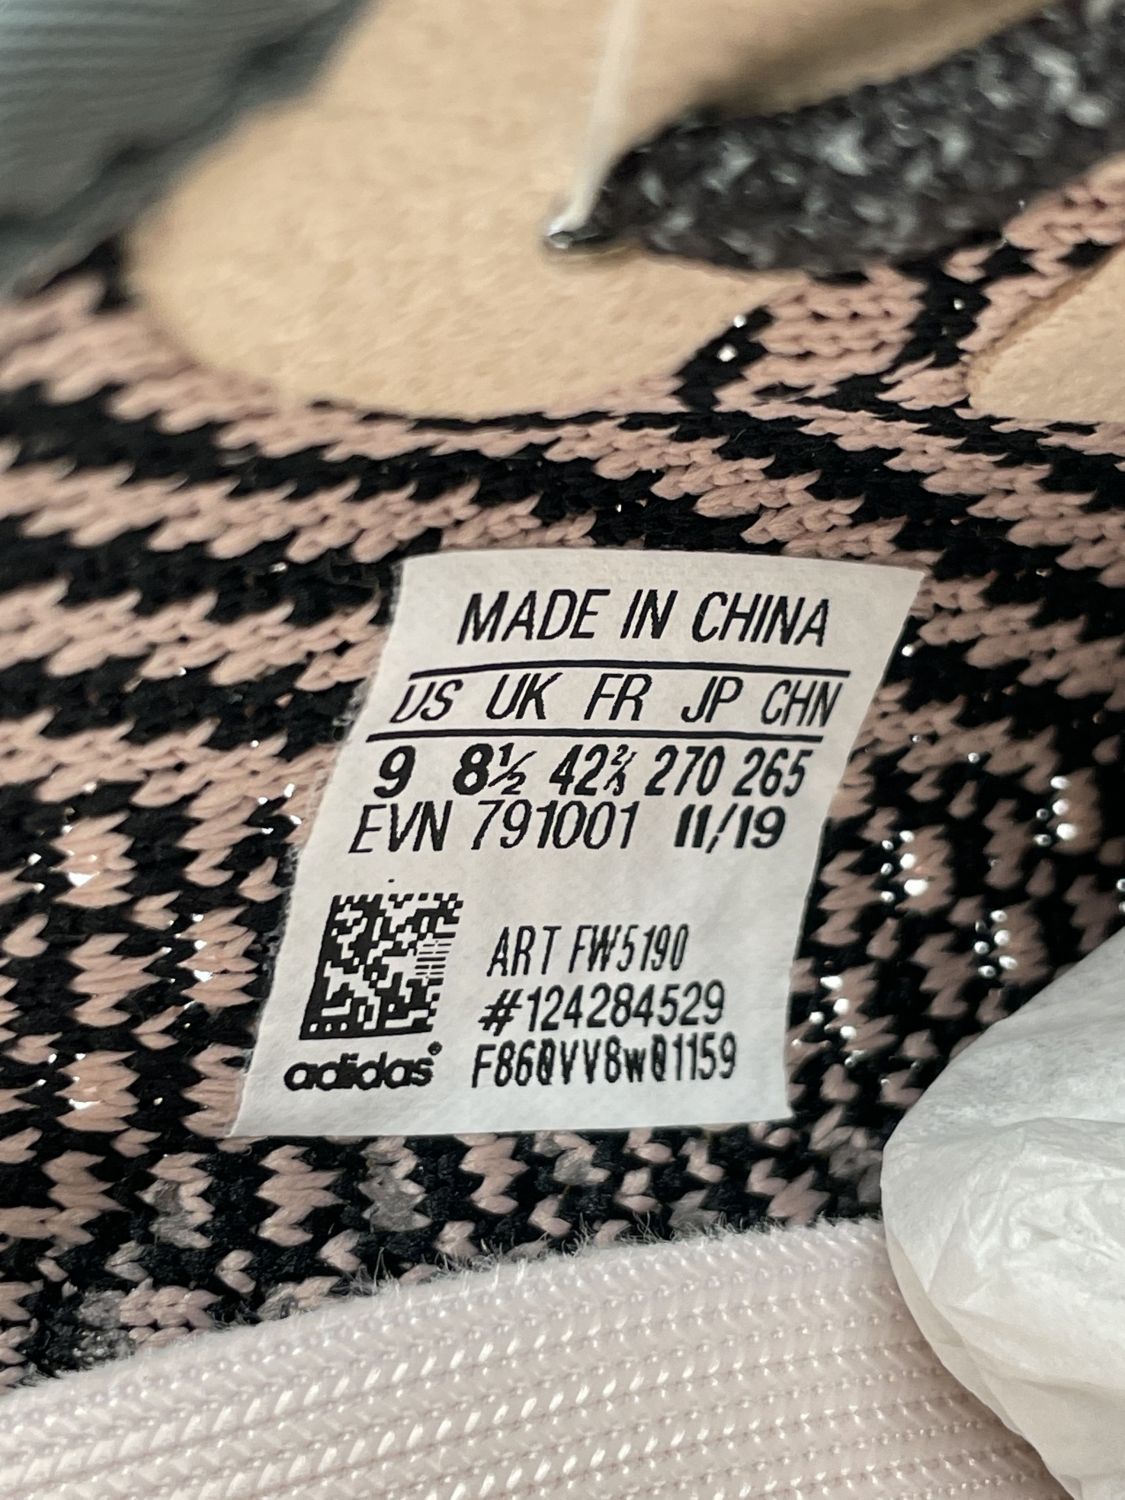 MADE IN CHINA
US UK FR JP CHN
9 8½ 42⅔ 270 265
EVN 791001 11/19
ART FW5190
#124284529
F860VV8wQ1159
adidas®